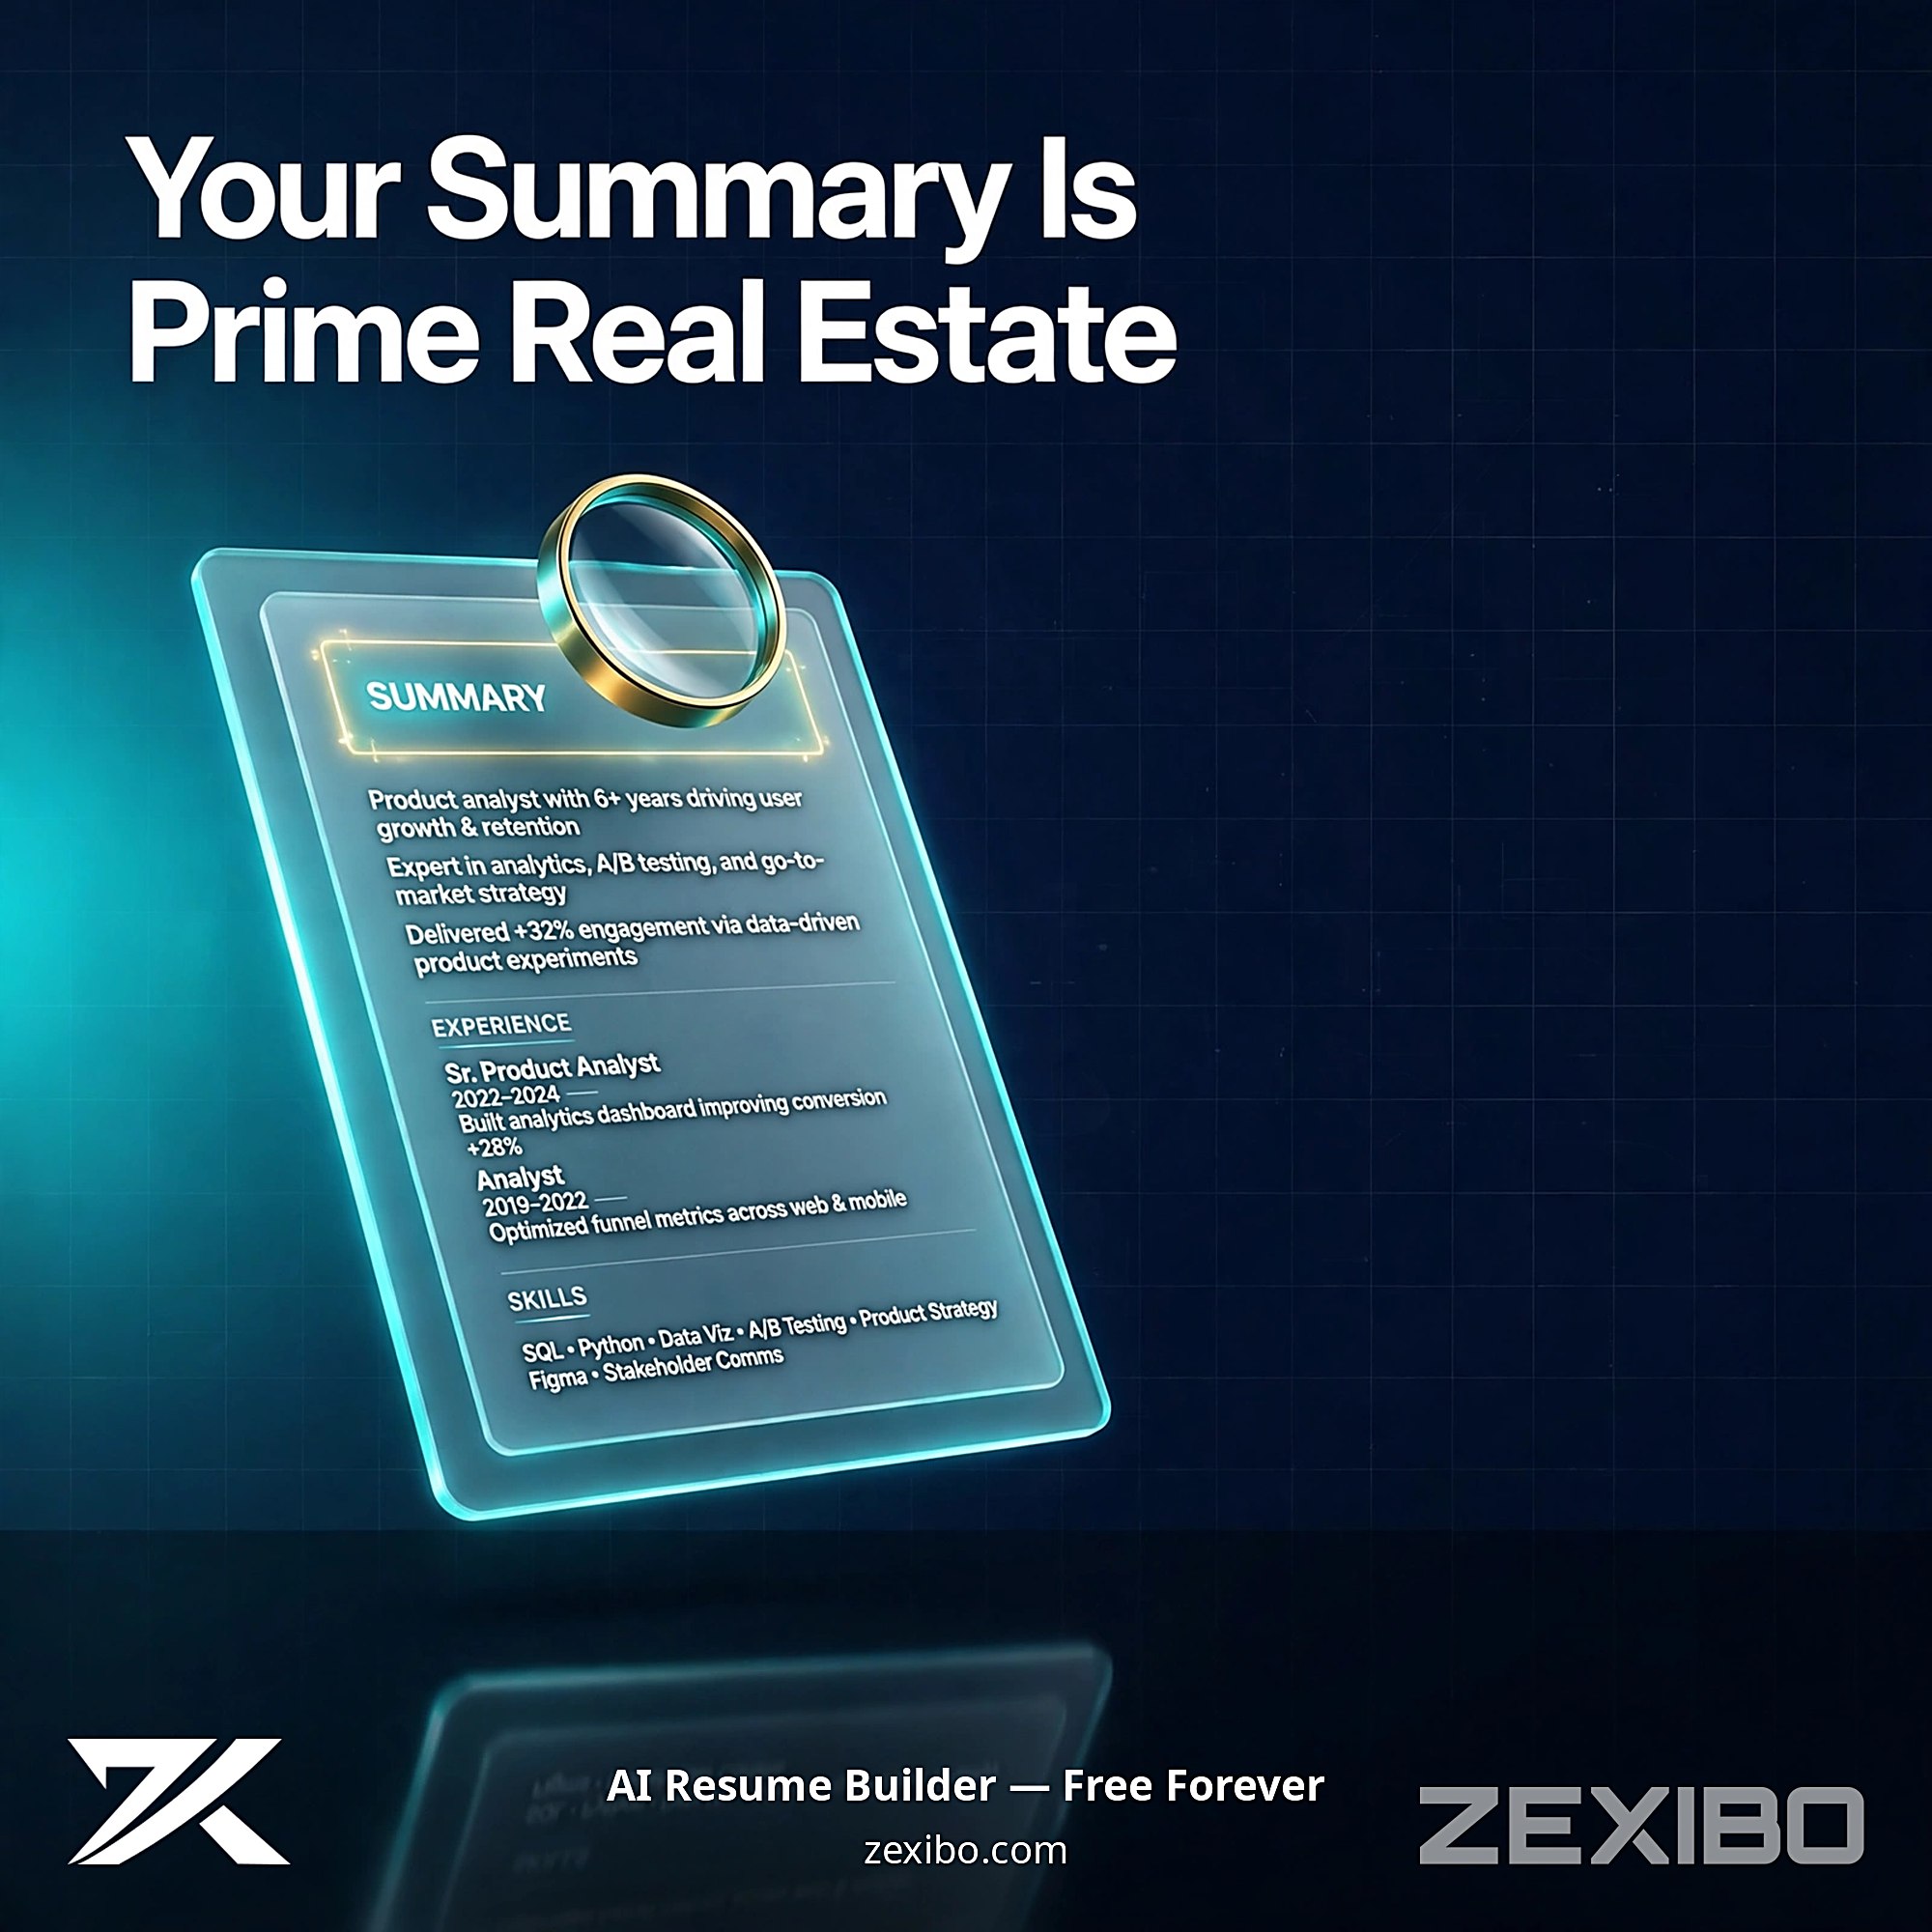 Your Summary Is
Prime Real Estate
SUMMARY
Product analyst with 6+ years driving user
growth & retention
Expert in analytics, A/B testing, and go-to-
market strategy
Delivered +32% engagement via data-driven
product experiments
EXPERIENCE
Sr. Product Analyst
2022–2024 —
Built analytics dashboard improving conversion
+28%
Analyst
2019–2022 —
Optimized funnel metrics across web & mobile
SKILLS
SQL • Python • Data Viz • A/B Testing • Product Strategy
Figma • Stakeholder Comms
AI Resume Builder — Free Forever
zexibo.com
ZEXIBO